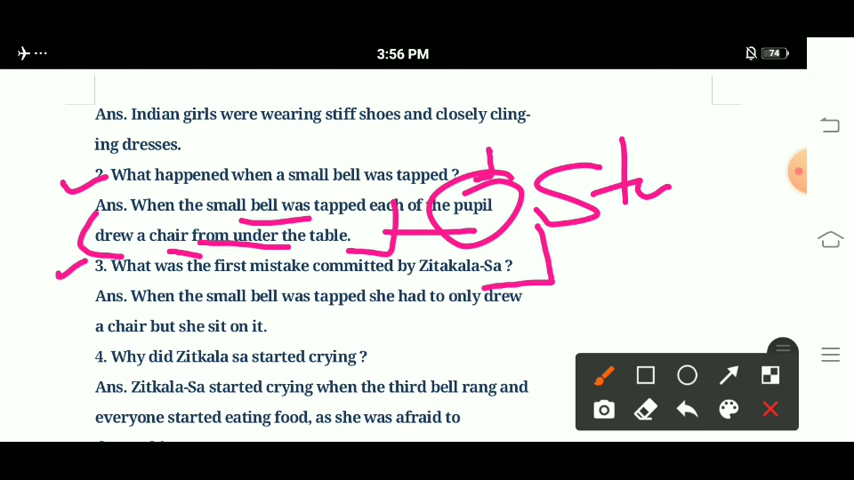 3:56 PM
74
Ans. Indian girls were wearing stiff shoes and closely cling-
ing dresses.
2. What happened when a small bell was tapped ?
Ans. When the small bell was tapped each of the pupil
drew a chair from under the table.
St
3. What was the first mistake committed by Zitakala-Sa ?
Ans. When the small bell was tapped she had to only drew
a chair but she sit on it.
4. Why did Zitkala sa started crying ?
Ans. Zitkala-Sa started crying when the third bell rang and
everyone started eating food, as she was afraid to